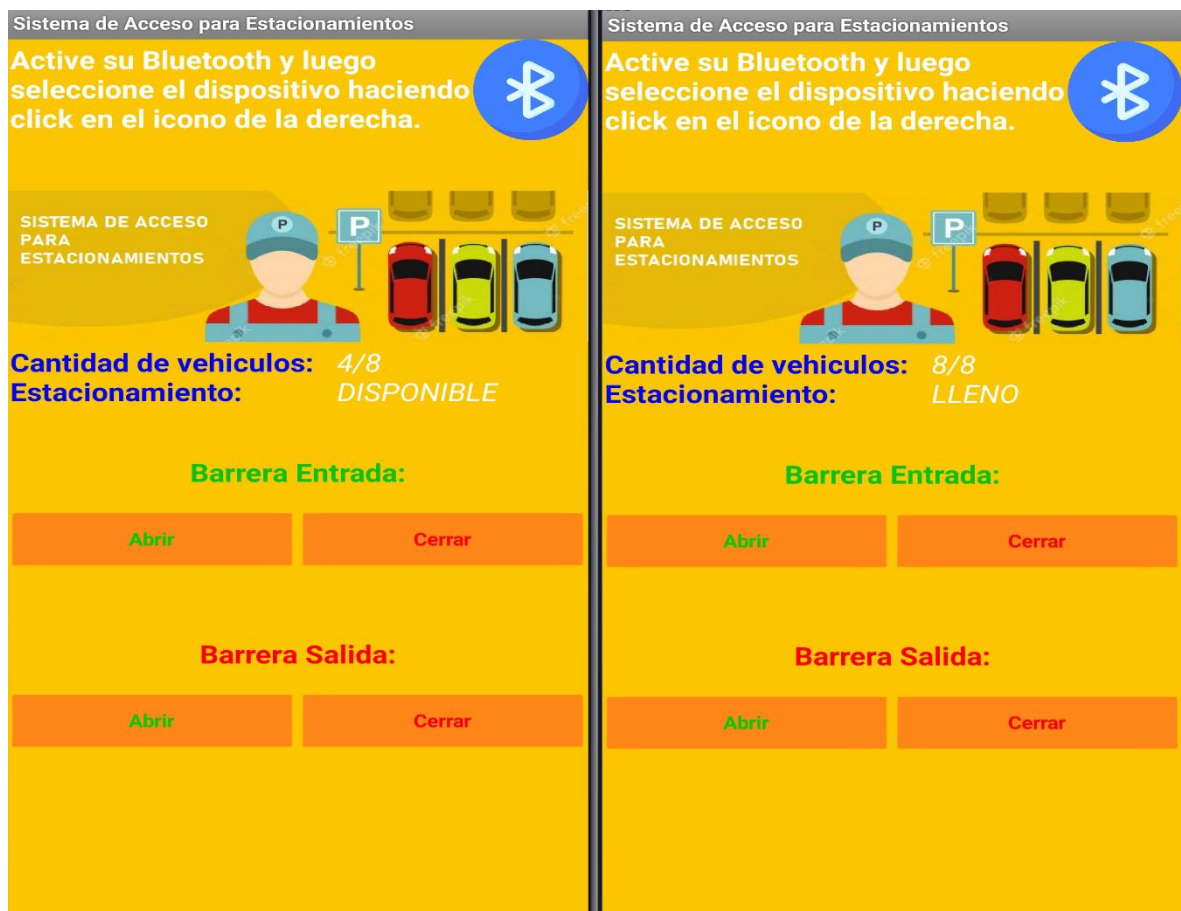 Sistema de Acceso para Estacionamientos
Active su Bluetooth y luego
seleccione el dispositivo haciendo
click en el icono de la derecha.
SISTEMA DE ACCESO
PARA
ESTACIONAMIENTOS
P
P
freepik
Cantidad de vehiculos: 4/8
Estacionamiento: DISPONIBLE
Barrera Entrada:
Abrir Cerrar
Barrera Salida:
Abrir Cerrar
Sistema de Acceso para Estacionamientos
Active su Bluetooth y luego
seleccione el dispositivo haciendo
click en el icono de la derecha.
SISTEMA DE ACCESO
PARA
ESTACIONAMIENTOS
P
P
freepik
Cantidad de vehiculos: 8/8
Estacionamiento: LLENO
Barrera Entrada:
Abrir Cerrar
Barrera Salida:
Abrir Cerrar